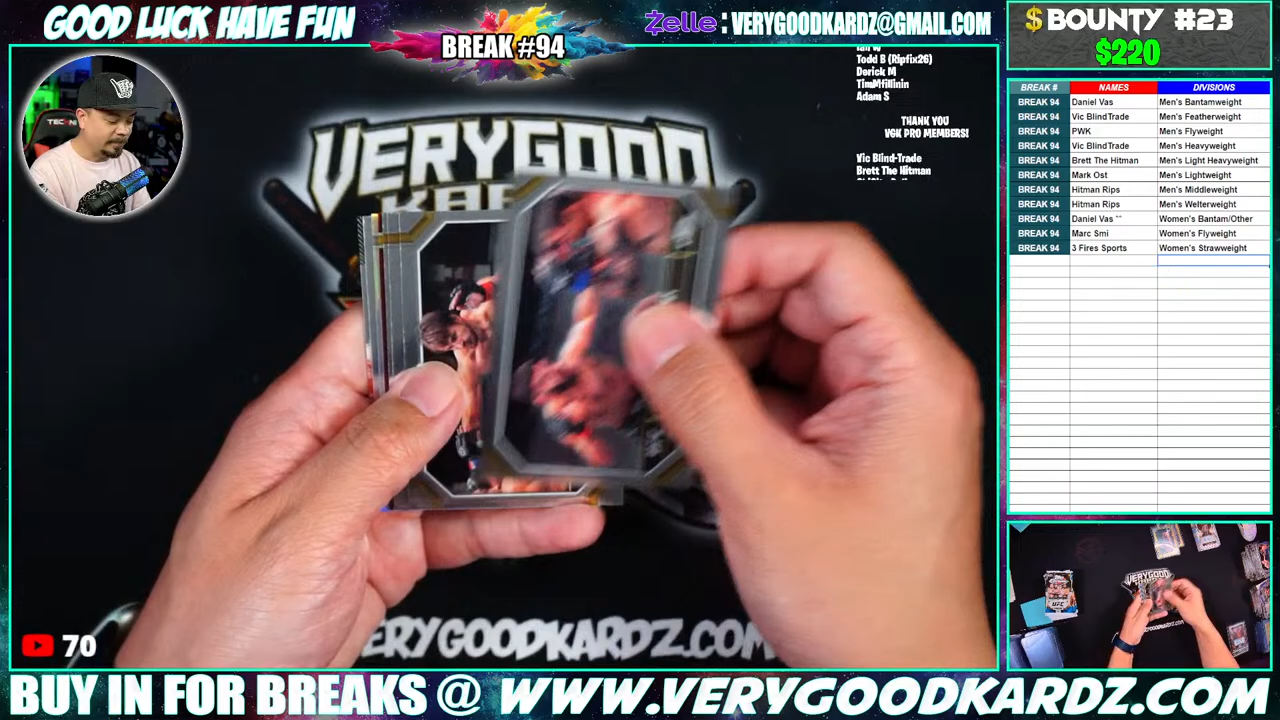 GOOD LUCK HAVE FUN
BREAK #94
Zelle : VERYGOODKARDZ@GMAIL.COM
$ BOUNTY #23
$220
Ian W
Todd B (Ripfix26)
Derick M
TimMfillinin
Adam S
THANK YOU
VGK PRO MEMBERS!
Vic Blind-Trade
Brett The Hitman
BREAK # NAMES DIVISIONS
BREAK 94 Daniel Vas Men's Bantamweight
BREAK 94 Vic BlindTrade Men's Featherweight
BREAK 94 PWK Men's Flyweight
BREAK 94 Vic BlindTrade Men's Heavyweight
BREAK 94 Brett The Hitman Men's Light Heavyweight
BREAK 94 Mark Ost Men's Lightweight
BREAK 94 Hitman Rips Men's Middleweight
BREAK 94 Hitman Rips Men's Welterweight
BREAK 94 Daniel Vas ** Women's Bantam/Other
BREAK 94 Marc Smi Women's Flyweight
BREAK 94 3 Fires Sports Women's Strawweight
VERYGOOD
KAR
VERYGOODKARDZ.COM
70
UFC
BUY IN FOR BREAKS @ WWW.VERYGOODKARDZ.COM